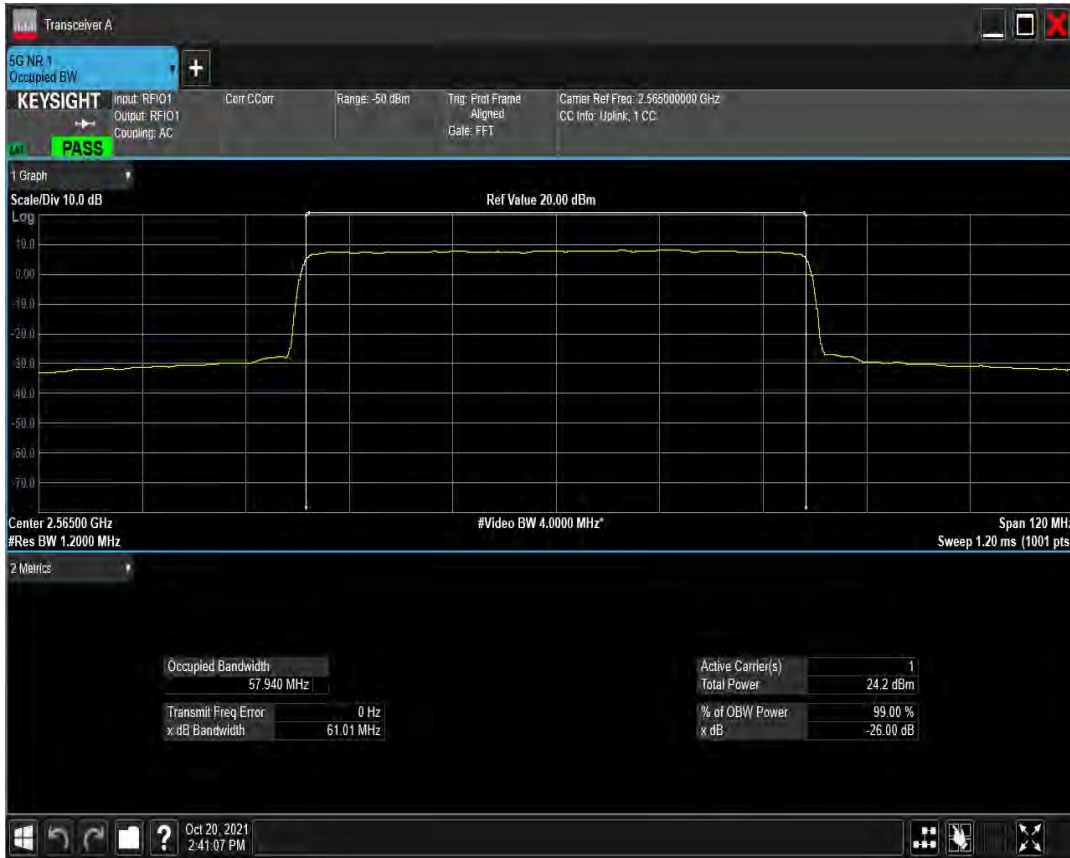 Transceiver A
5G NR 1
Occupied BW
KEYSIGHT
Input: RFIO1
Output: RFIO1
Coupling: AC
Corr CCorr
Range: -50 dBm
Trig: Prot Frame
Aligned
Gate: FFT
Carrier Ref Freq: 2.565000000 GHz
CC Info: Uplink, 1 CC
PASS
1 Graph
Scale/Div 10.0 dB
Ref Value 20.00 dBm
Log
10.0
0.00
-10.0
-20.0
-30.0
-40.0
-50.0
-60.0
-70.0
Center 2.56500 GHz
#Video BW 4.0000 MHz*
Span 120 MHz
#Res BW 1.2000 MHz
Sweep 1.20 ms (1001 pts
2 Metrics
Occupied Bandwidth
57.940 MHz
Transmit Freq Error 0 Hz
x dB Bandwidth 61.01 MHz
Active Carrier(s) 1
Total Power 24.2 dBm
% of OBW Power 99.00 %
x dB -26.00 dB
?
Oct 20, 2021
2:41:07 PM